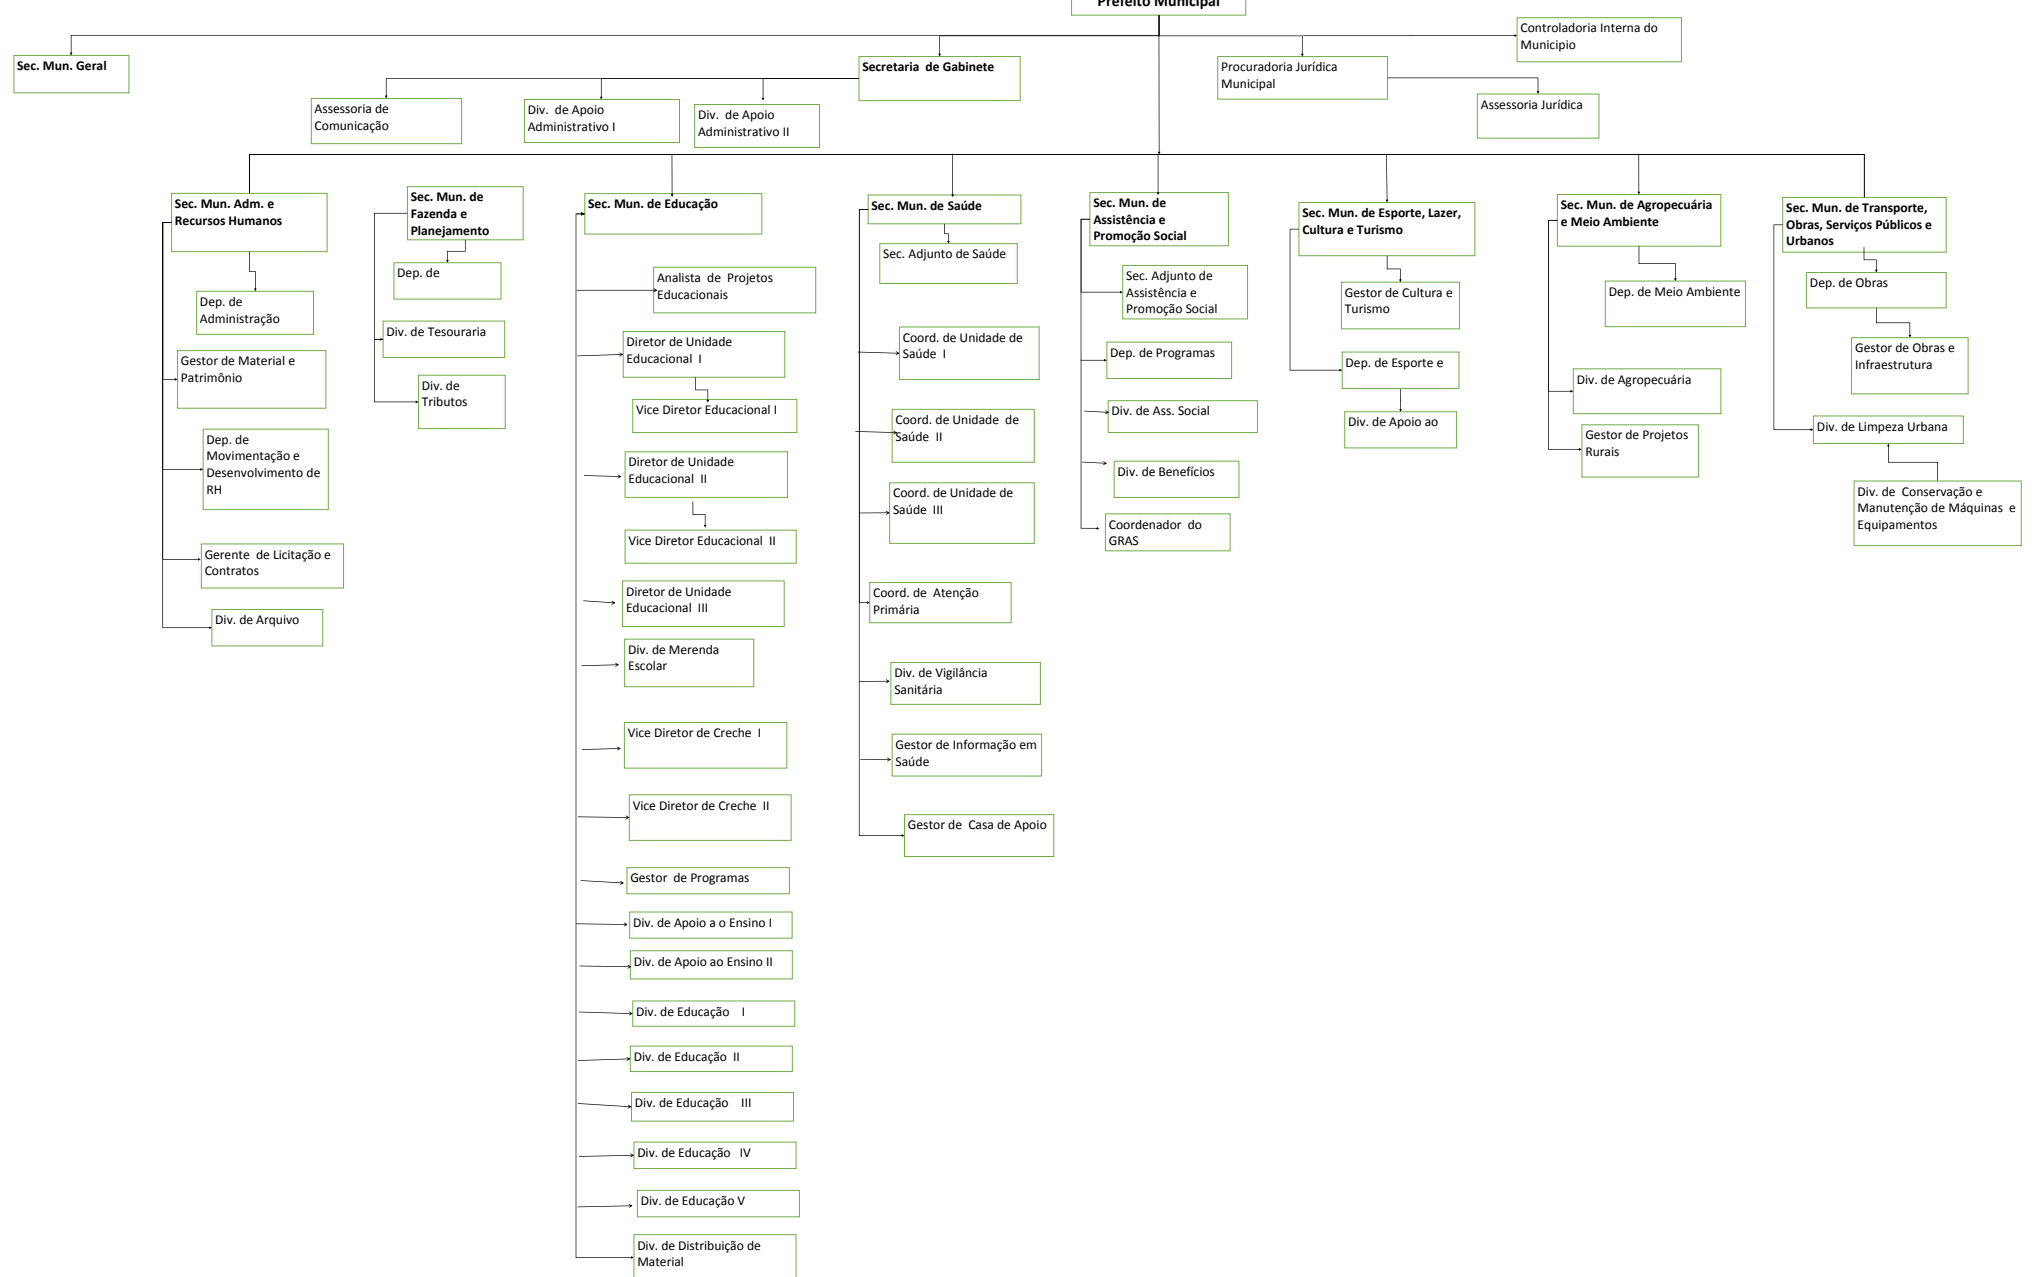 Prefeito Municipal
Controladoria Interna do
Municipio
Sec. Mun. Geral
Secretaria de Gabinete
Procuradoria Jurídica
Municipal
Assessoria Jurídica
Assessoria de
Comunicação
Div. de Apoio
Administrativo I
Div. de Apoio
Administrativo II
Sec. Mun. Adm. e
Recursos Humanos
Dep. de
Administração
Gestor de Material e
Patrimônio
Dep. de
Movimentação e
Desenvolvimento de
RH
Gerente de Licitação e
Contratos
Div. de Arquivo
Sec. Mun. de
Fazenda e
Planejamento
Dep. de
Div. de Tesouraria
Div. de
Tributos
Sec. Mun. de Educação
Analista de Projetos
Educacionais
Diretor de Unidade
Educacional I
Vice Diretor Educacional I
Diretor de Unidade
Educacional II
Vice Diretor Educacional II
Diretor de Unidade
Educacional III
Div. de Merenda
Escolar
Vice Diretor de Creche I
Vice Diretor de Creche II
Gestor de Programas
Div. de Apoio a o Ensino I
Div. de Apoio ao Ensino II
Div. de Educação I
Div. de Educação II
Div. de Educação III
Div. de Educação IV
Div. de Educação V
Div. de Distribuição de
Material
Sec. Mun. de Saúde
Sec. Adjunto de Saúde
Coord. de Unidade de
Saúde I
Coord. de Unidade de
Saúde II
Coord. de Unidade de
Saúde III
Coord. de Atenção
Primária
Div. de Vigilância
Sanitária
Gestor de Informação em
Saúde
Gestor de Casa de Apoio
Sec. Mun. de
Assistência e
Promoção Social
Sec. Adjunto de
Assistência e
Promoção Social
Dep. de Programas
Div. de Ass. Social
Div. de Benefícios
Coordenador do
GRAS
Sec. Mun. de Esporte, Lazer,
Cultura e Turismo
Gestor de Cultura e
Turismo
Dep. de Esporte e
Div. de Apoio ao
Sec. Mun. de Agropecuária
e Meio Ambiente
Dep. de Meio Ambiente
Div. de Agropecuária
Gestor de Projetos
Rurais
Sec. Mun. de Transporte,
Obras, Serviços Públicos e
Urbanos
Dep. de Obras
Gestor de Obras e
Infraestrutura
Div. de Limpeza Urbana
Div. de Conservação e
Manutenção de Máquinas e
Equipamentos